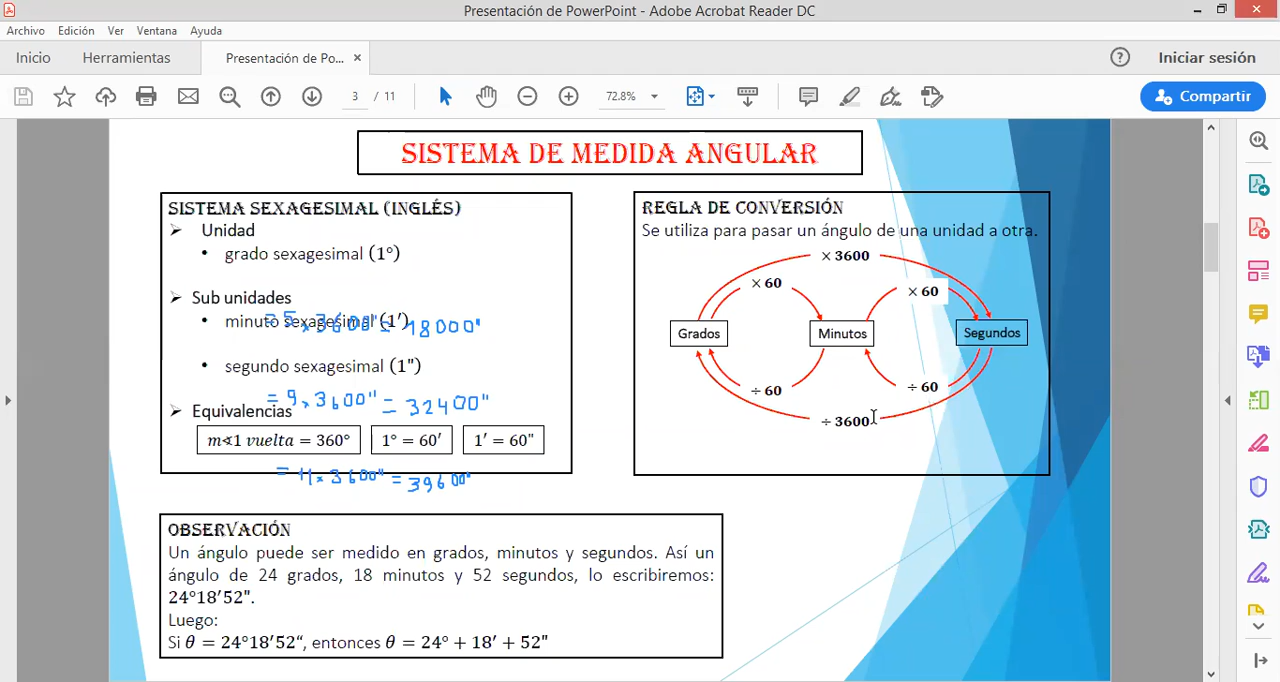 Presentación de PowerPoint - Adobe Acrobat Reader DC
Archivo Edición Ver Ventana Ayuda
Inicio Herramientas Presentación de Po... × Iniciar sesión
3 / 11 72.8% Compartir
SISTEMA DE MEDIDA ANGULAR
SISTEMA SEXAGESIMAL (INGLÉS)
➤ Unidad
• grado sexagesimal (1°)
➤ Sub unidades
• minuto sexagesimal (1′)
= 5 x 3600" = 18000"
• segundo sexagesimal (1")
= 9 x 3600" = 32400"
➤ Equivalencias
m∢1 vuelta = 360° 1° = 60′ 1′ = 60"
= 11 x 3600" = 39600"
REGLA DE CONVERSIÓN
Se utiliza para pasar un ángulo de una unidad a otra.
× 3600
× 60 × 60
Grados Minutos Segundos
÷ 60 ÷ 60
÷ 3600
OBSERVACIÓN
Un ángulo puede ser medido en grados, minutos y segundos. Así un
ángulo de 24 grados, 18 minutos y 52 segundos, lo escribiremos:
24°18′52".
Luego:
Si θ = 24°18′52“, entonces θ = 24° + 18′ + 52"